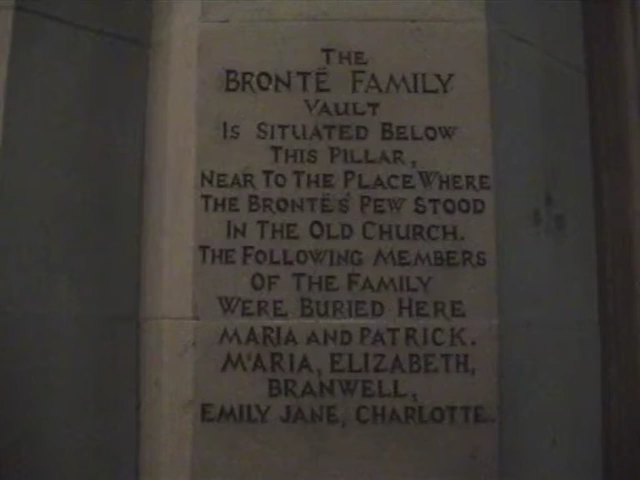 THE
BRONTË FAMILY
VAULT
IS SITUATED BELOW
THIS PILLAR,
NEAR TO THE PLACE WHERE
THE BRONTËS' PEW STOOD
IN THE OLD CHURCH.
THE FOLLOWING MEMBERS
OF THE FAMILY
WERE BURIED HERE
MARIA AND PATRICK.
MARIA, ELIZABETH,
BRANWELL,
EMILY JANE, CHARLOTTE.